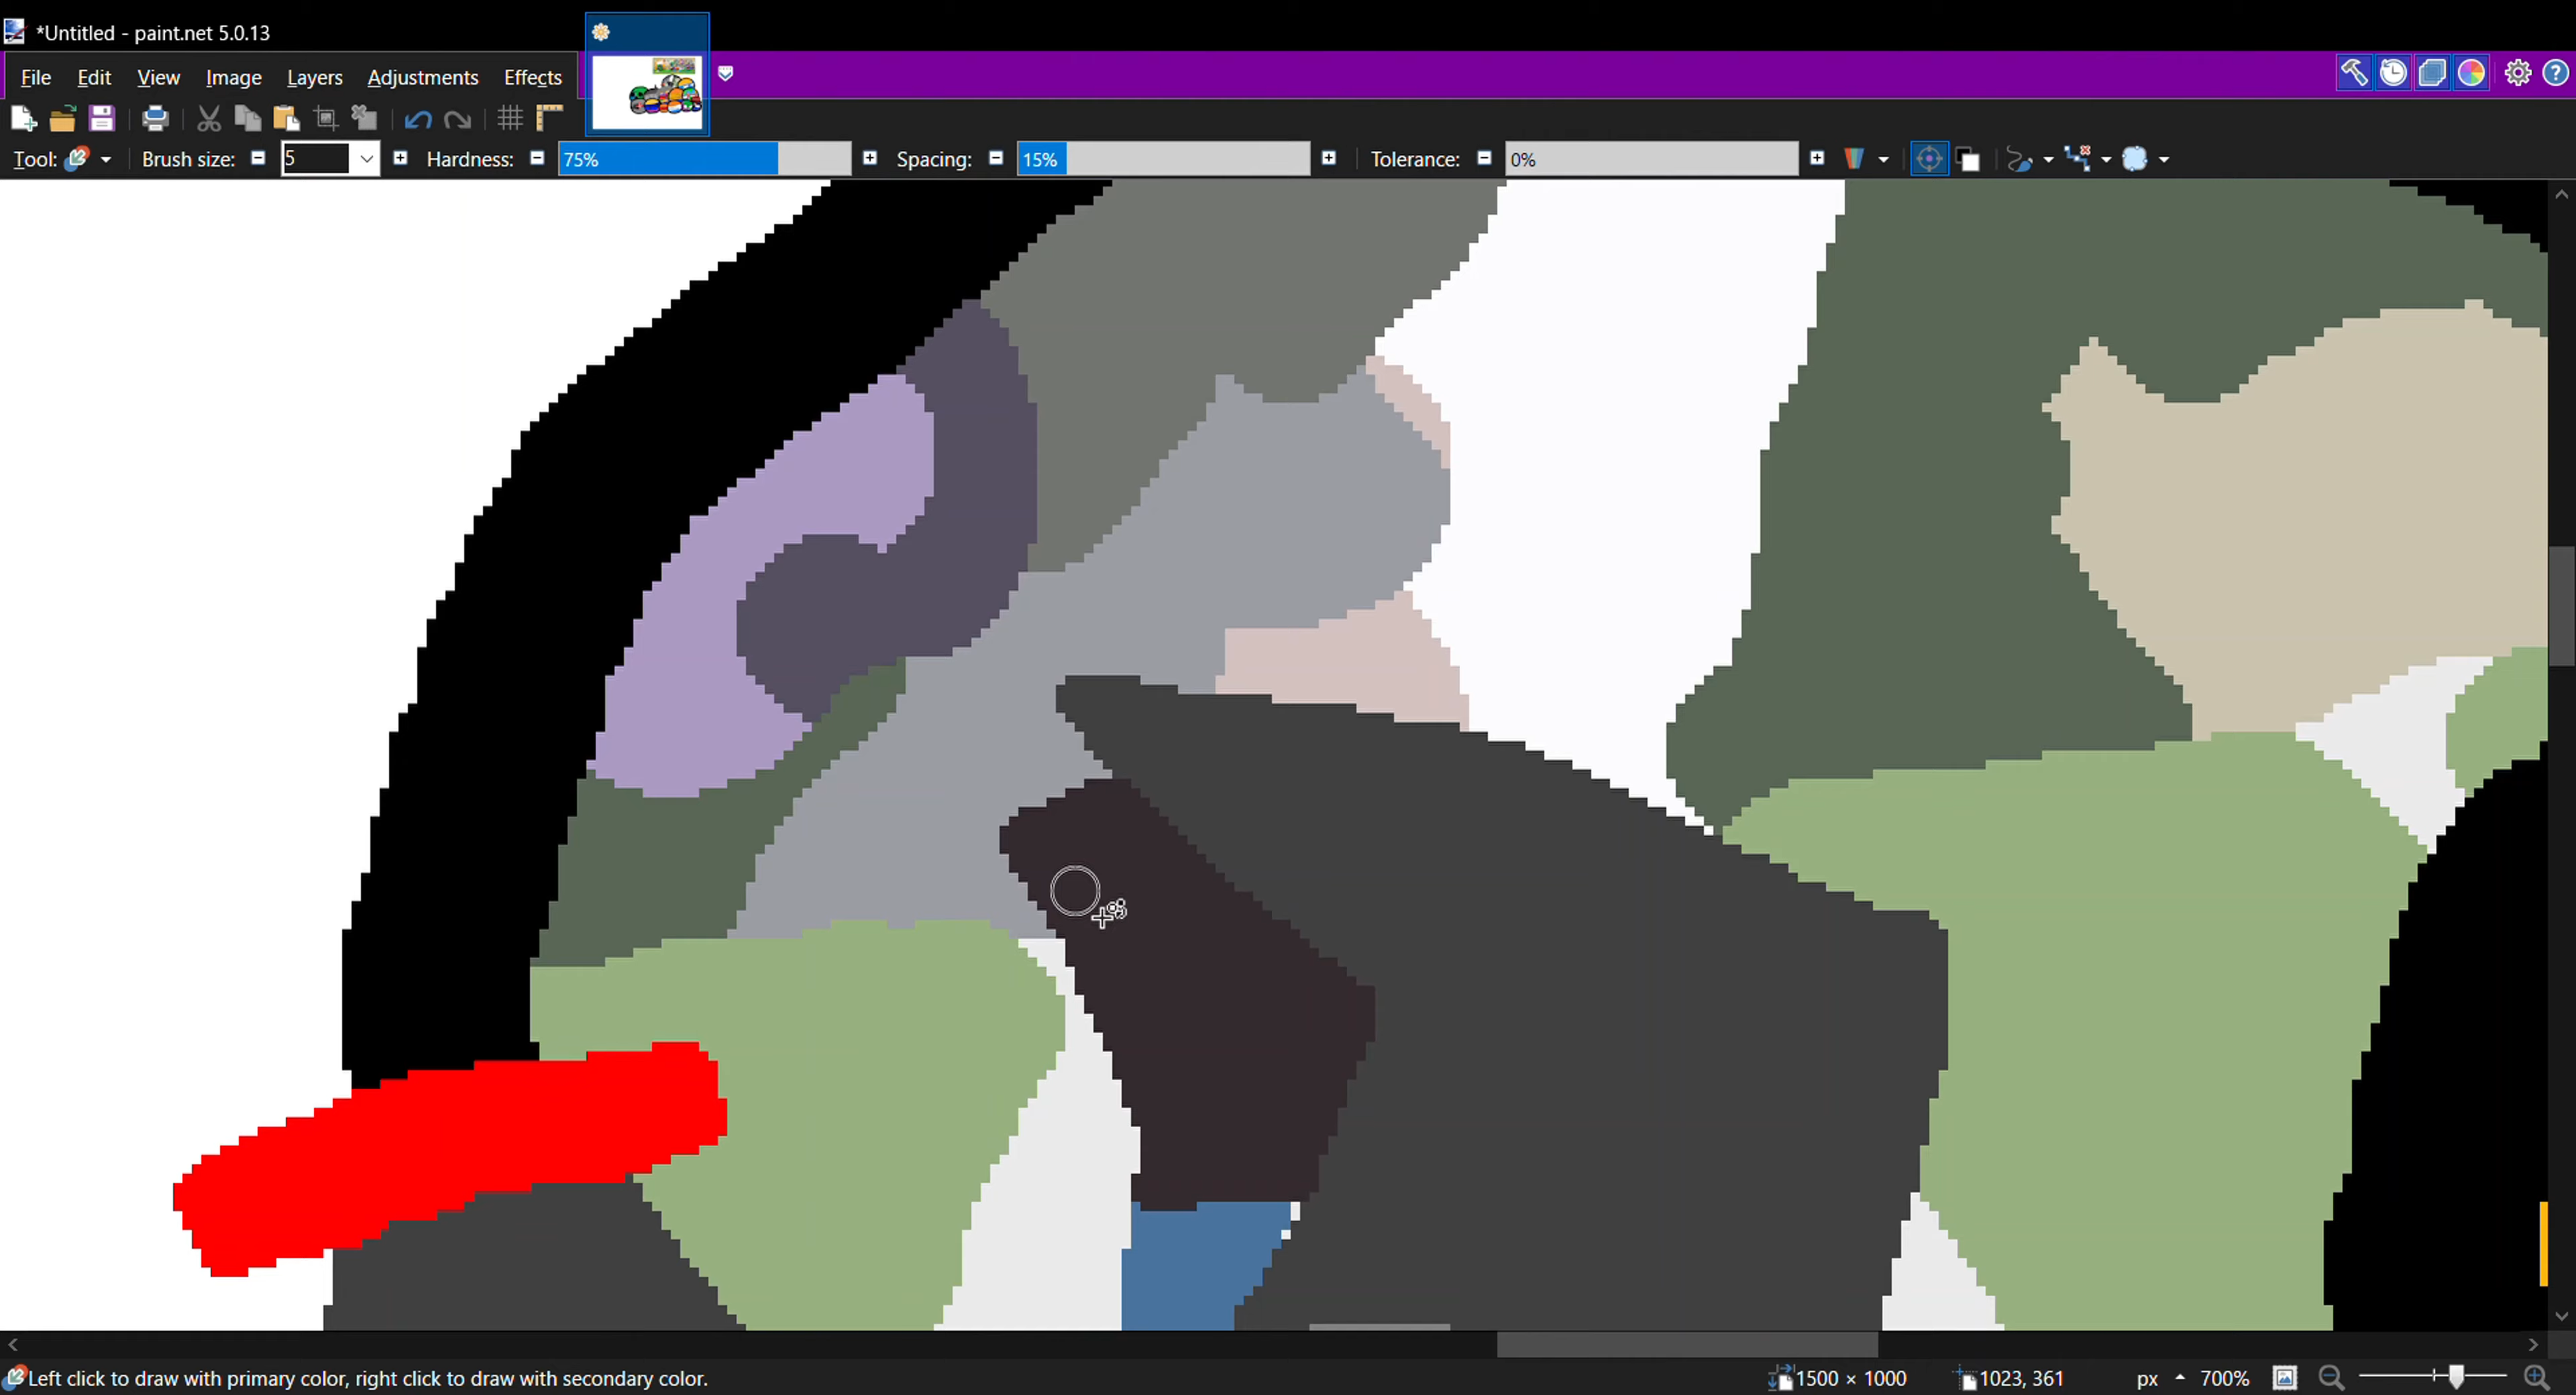 *Untitled - paint.net 5.0.13
File Edit View Image Layers Adjustments Effects
Tool: Brush size: 5 Hardness: 75% Spacing: 15% Tolerance: 0%
Left click to draw with primary color, right click to draw with secondary color. 1500 × 1000 1023, 361 px 700%